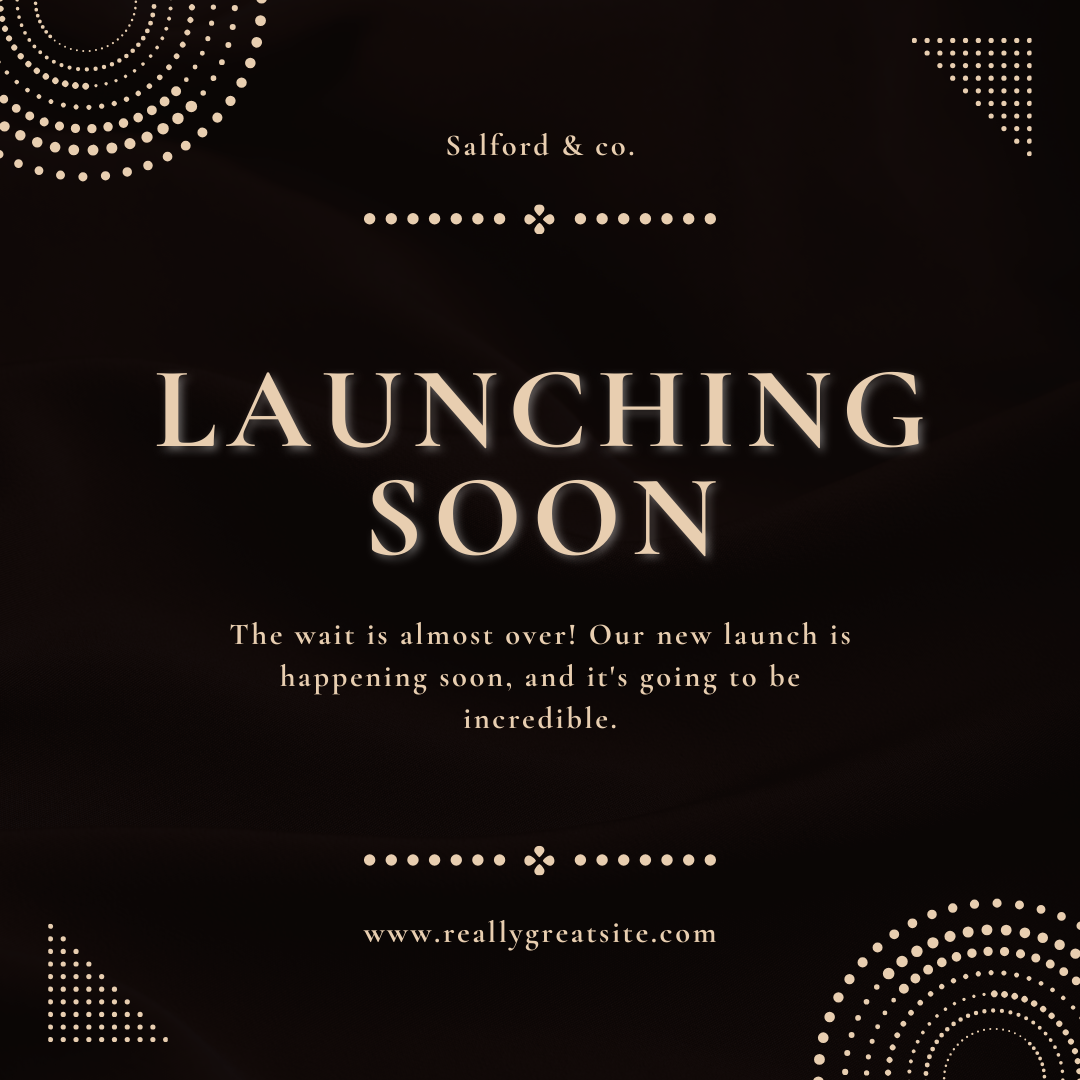 Salford & co.
LAUNCHING
SOON
The wait is almost over! Our new launch is
happening soon, and it's going to be
incredible.
www.reallygreatsite.com